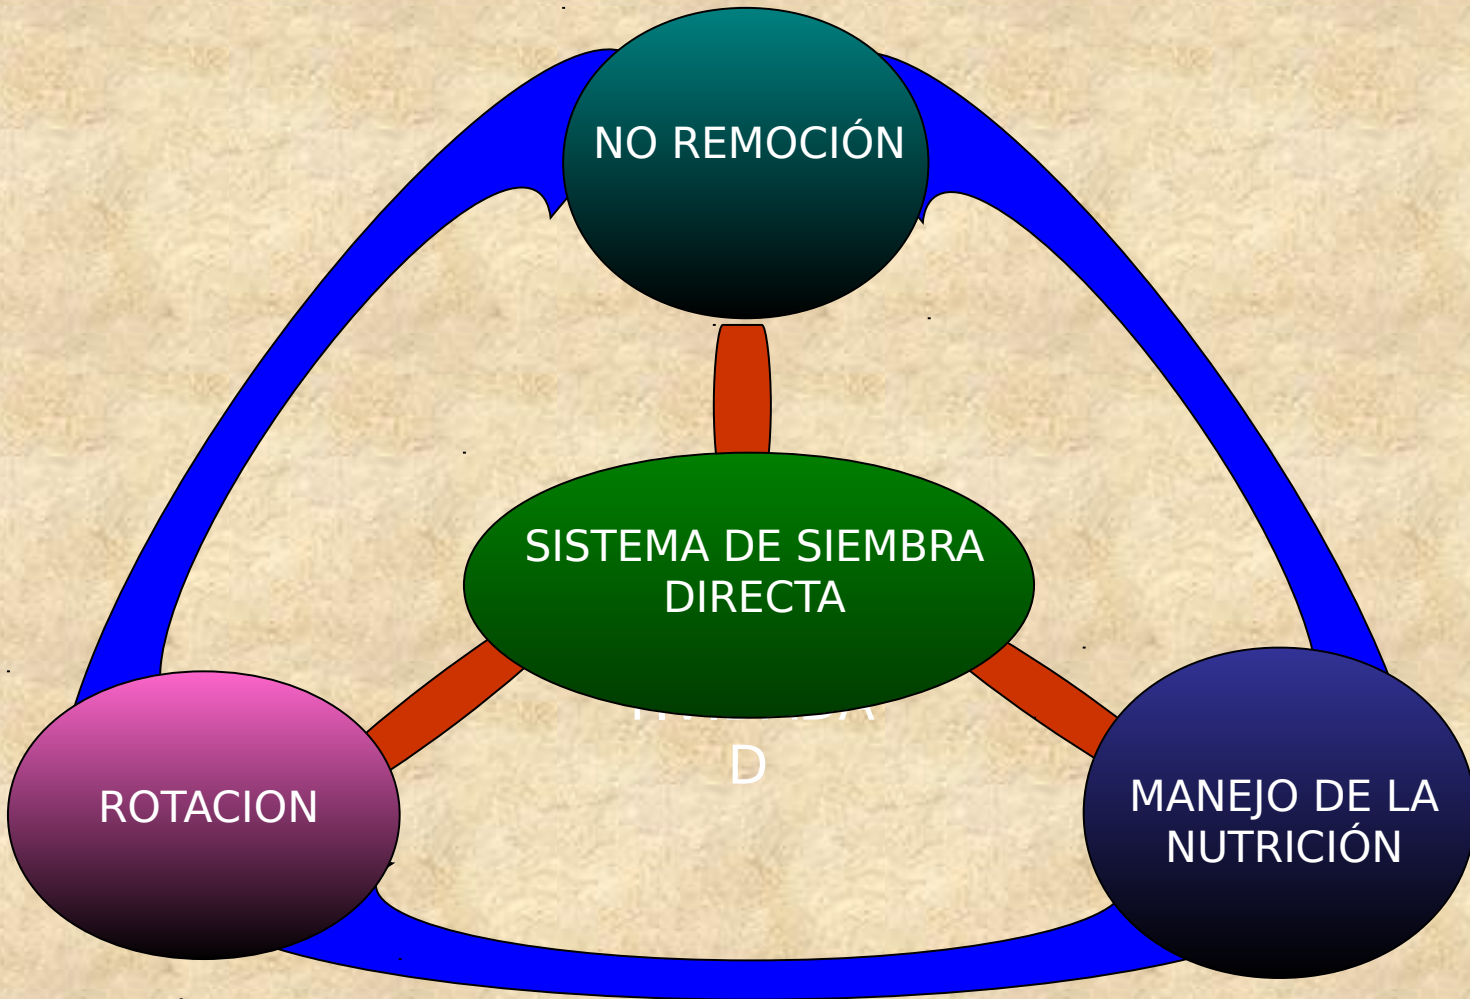 NO REMOCIÓN
SISTEMA DE SIEMBRA
DIRECTA
D
ROTACION
MANEJO DE LA
NUTRICIÓN